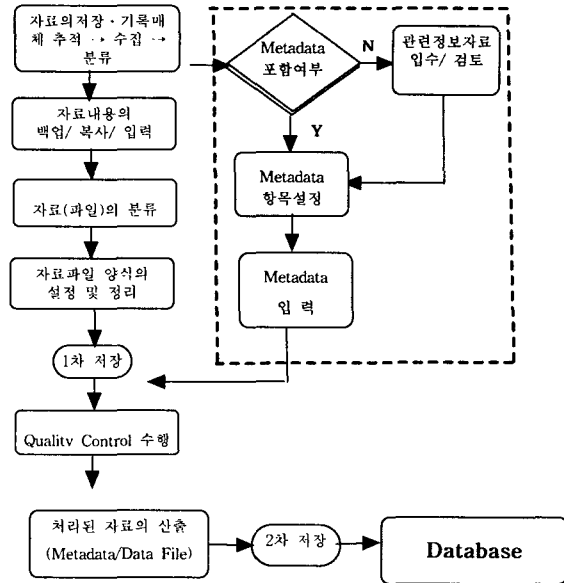 자료의저장·기록매
체 추적 → 수집 →
분류
Metadata
포함여부
N
관련정보자료
입수/ 검토
Y
자료내용의
백업/ 복사/ 입력
Metadata
항목설정
자료(파일)의 분류
자료파일 양식의
설정 및 정리
Metadata
입 력
1차 저장
Quality Control 수행
처리된 자료의 산출
(Metadata/Data File)
2차 저장
Database